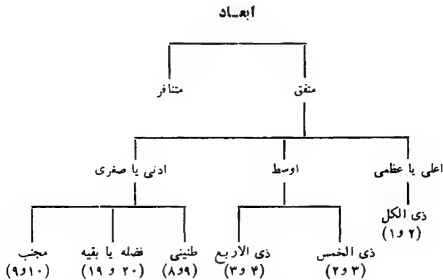 ابعـاد
متفق متنافر
اعلی یا عظمی اوسط ادنی یا صغری
ذی الکل
(۱ و ۲)
ذی الخمس ذی الاربع طنینی فضله یا بقیه مجنب
(۲ و ۳) (۳ و ۴) (۸ و ۹) (۱۹ و ۲۰) (۹ و ۱۰)